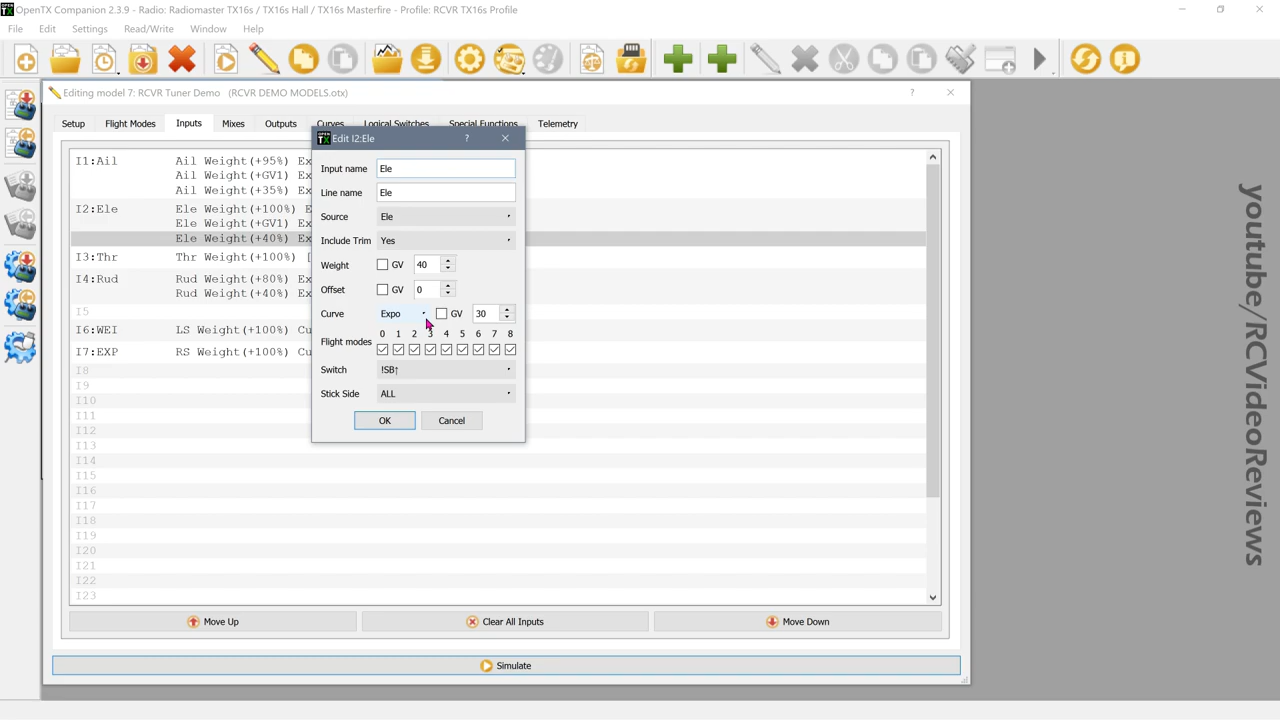 OpenTX Companion 2.3.9 - Radio: Radiomaster TX16s / TX16s Hall / TX16s Masterfire - Profile: RCVR TX16s Profile
File Edit Settings Read/Write Window Help
Editing model 7: RCVR Tuner Demo (RCVR DEMO MODELS.otx)
Setup Flight Modes Inputs Mixes Outputs Curves Logical Switches Special Functions Telemetry
Edit I2:Ele
I1:Ail Ail Weight(+95%) Ex
Ail Weight(+GV1) Ex
Ail Weight(+35%) Ex
I2:Ele Ele Weight(+100%) E
Ele Weight(+GV1) Ex
Ele Weight(+40%) Ex
I3:Thr Thr Weight(+100%) [
I4:Rud Rud Weight(+80%) Ex
Rud Weight(+40%) Ex
I5
I6:WEI LS Weight(+100%) Cu
I7:EXP RS Weight(+100%) Cu
I8
I9
I10
I11
I12
I13
I14
I15
I16
I17
I18
I19
I20
I21
I22
I23
Input name Ele
Line name Ele
Source Ele
Include Trim Yes
Weight GV 40
Offset GV 0
Curve Expo GV 30
0 1 2 3 4 5 6 7 8
Flight modes
Switch !SB↑
Stick Side ALL
OK Cancel
Move Up Clear All Inputs Move Down
Simulate
youtube/RCVideoReviews